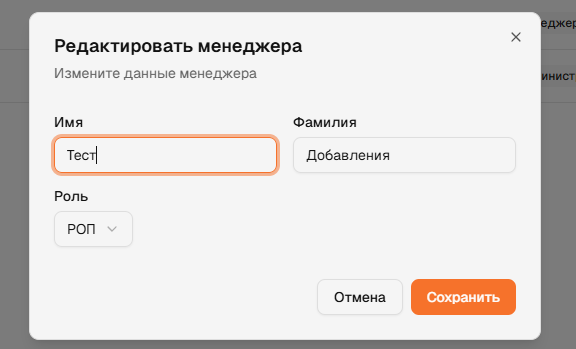 Редактировать менеджера
Измените данные менеджера
Имя
Фамилия
Тест
Добавления
Роль
РОП
Отмена
Сохранить